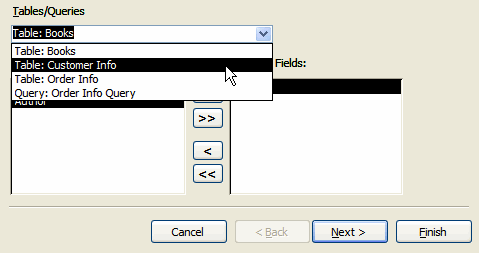 Tables/Queries
Table: Books
Table: Books
Table: Customer Info
Table: Order Info
Query: Order Info Query
Fields:
Author
>>
<
<<
Cancel
< Back
Next >
Finish